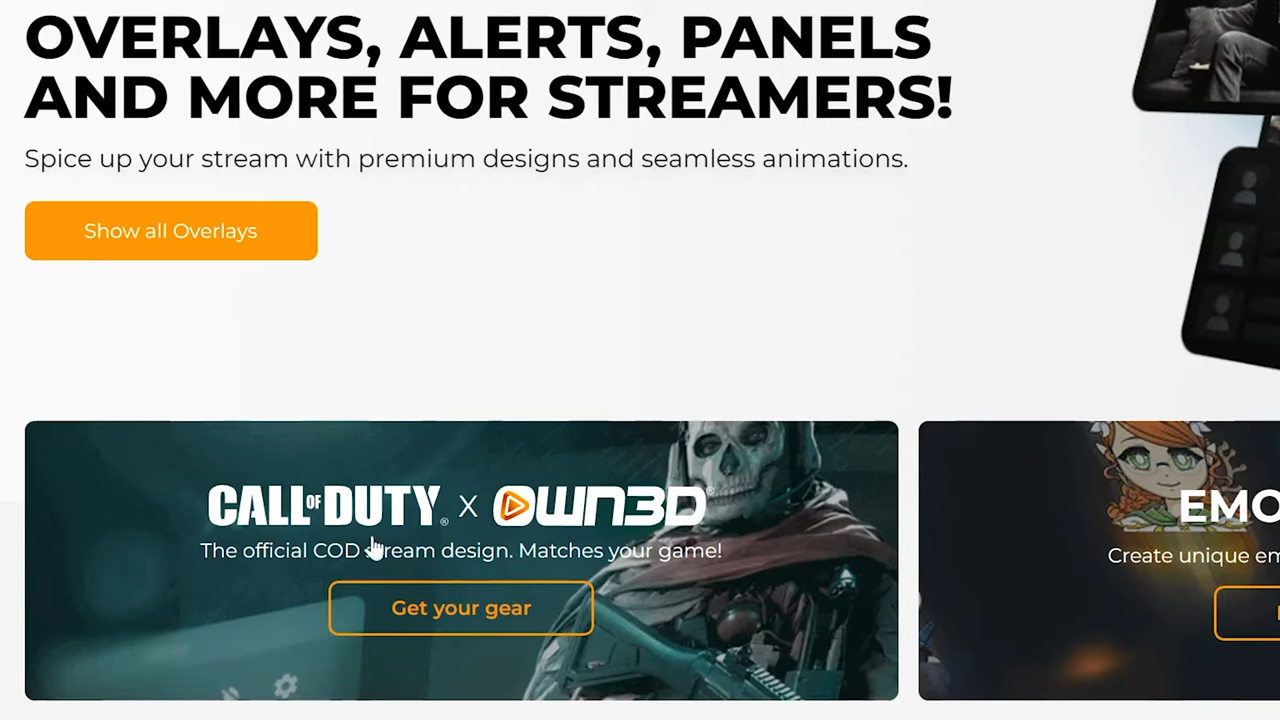 OVERLAYS, ALERTS, PANELS
AND MORE FOR STREAMERS!
Spice up your stream with premium designs and seamless animations.
Show all Overlays
CALL OF DUTY® X OWN3D®
The official COD stream design. Matches your game!
Get your gear
EMO
Create unique em